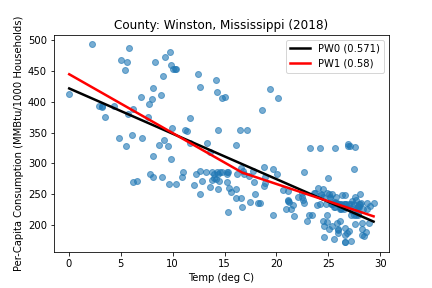 County: Winston, Mississippi (2018)
PW0 (0.571)
PW1 (0.58)
Per-Capita Consumption (MMBtu/1000 Households)
500
450
400
350
300
250
200
0 5 10 15 20 25 30
Temp (deg C)